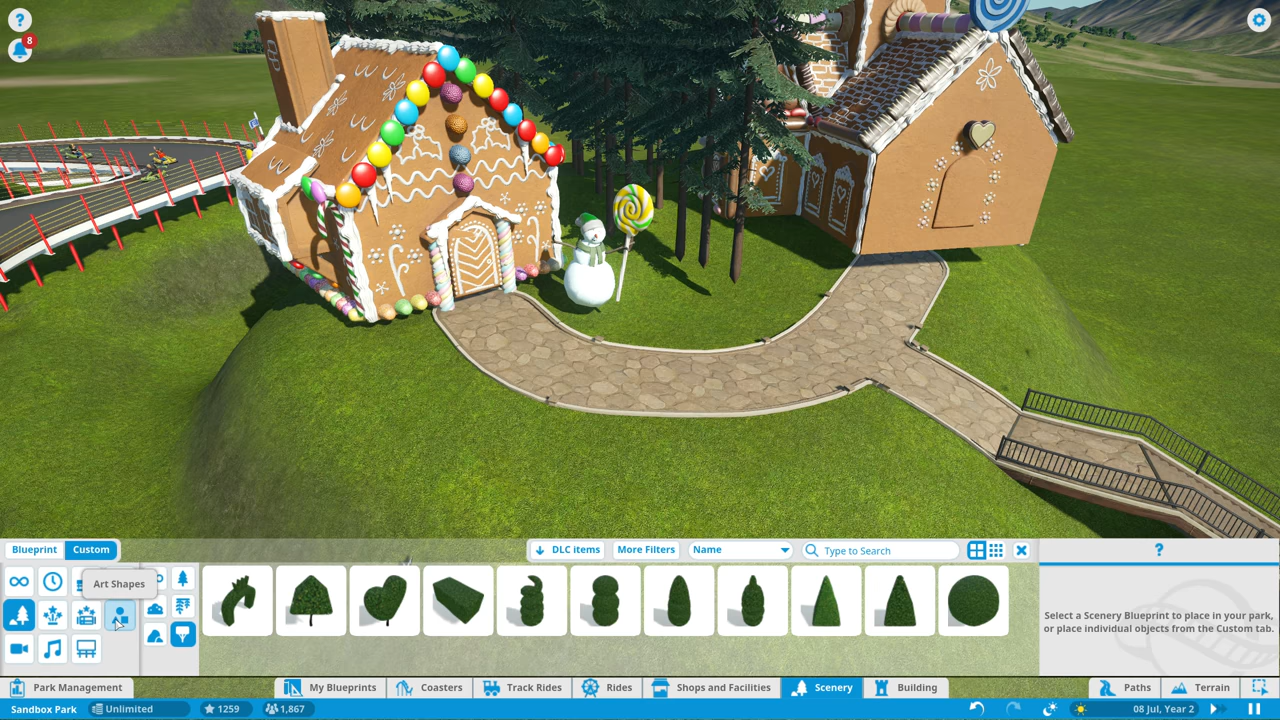 ?
8
Blueprint
Custom
DLC items
More Filters
Name
Type to Search
?
Art Shapes
Select a Scenery Blueprint to place in your park,
or place individual objects from the Custom tab.
Park Management
My Blueprints
Coasters
Track Rides
Rides
Shops and Facilities
Scenery
Building
Paths
Terrain
Sandbox Park
Unlimited
1259
1,867
08 Jul, Year 2